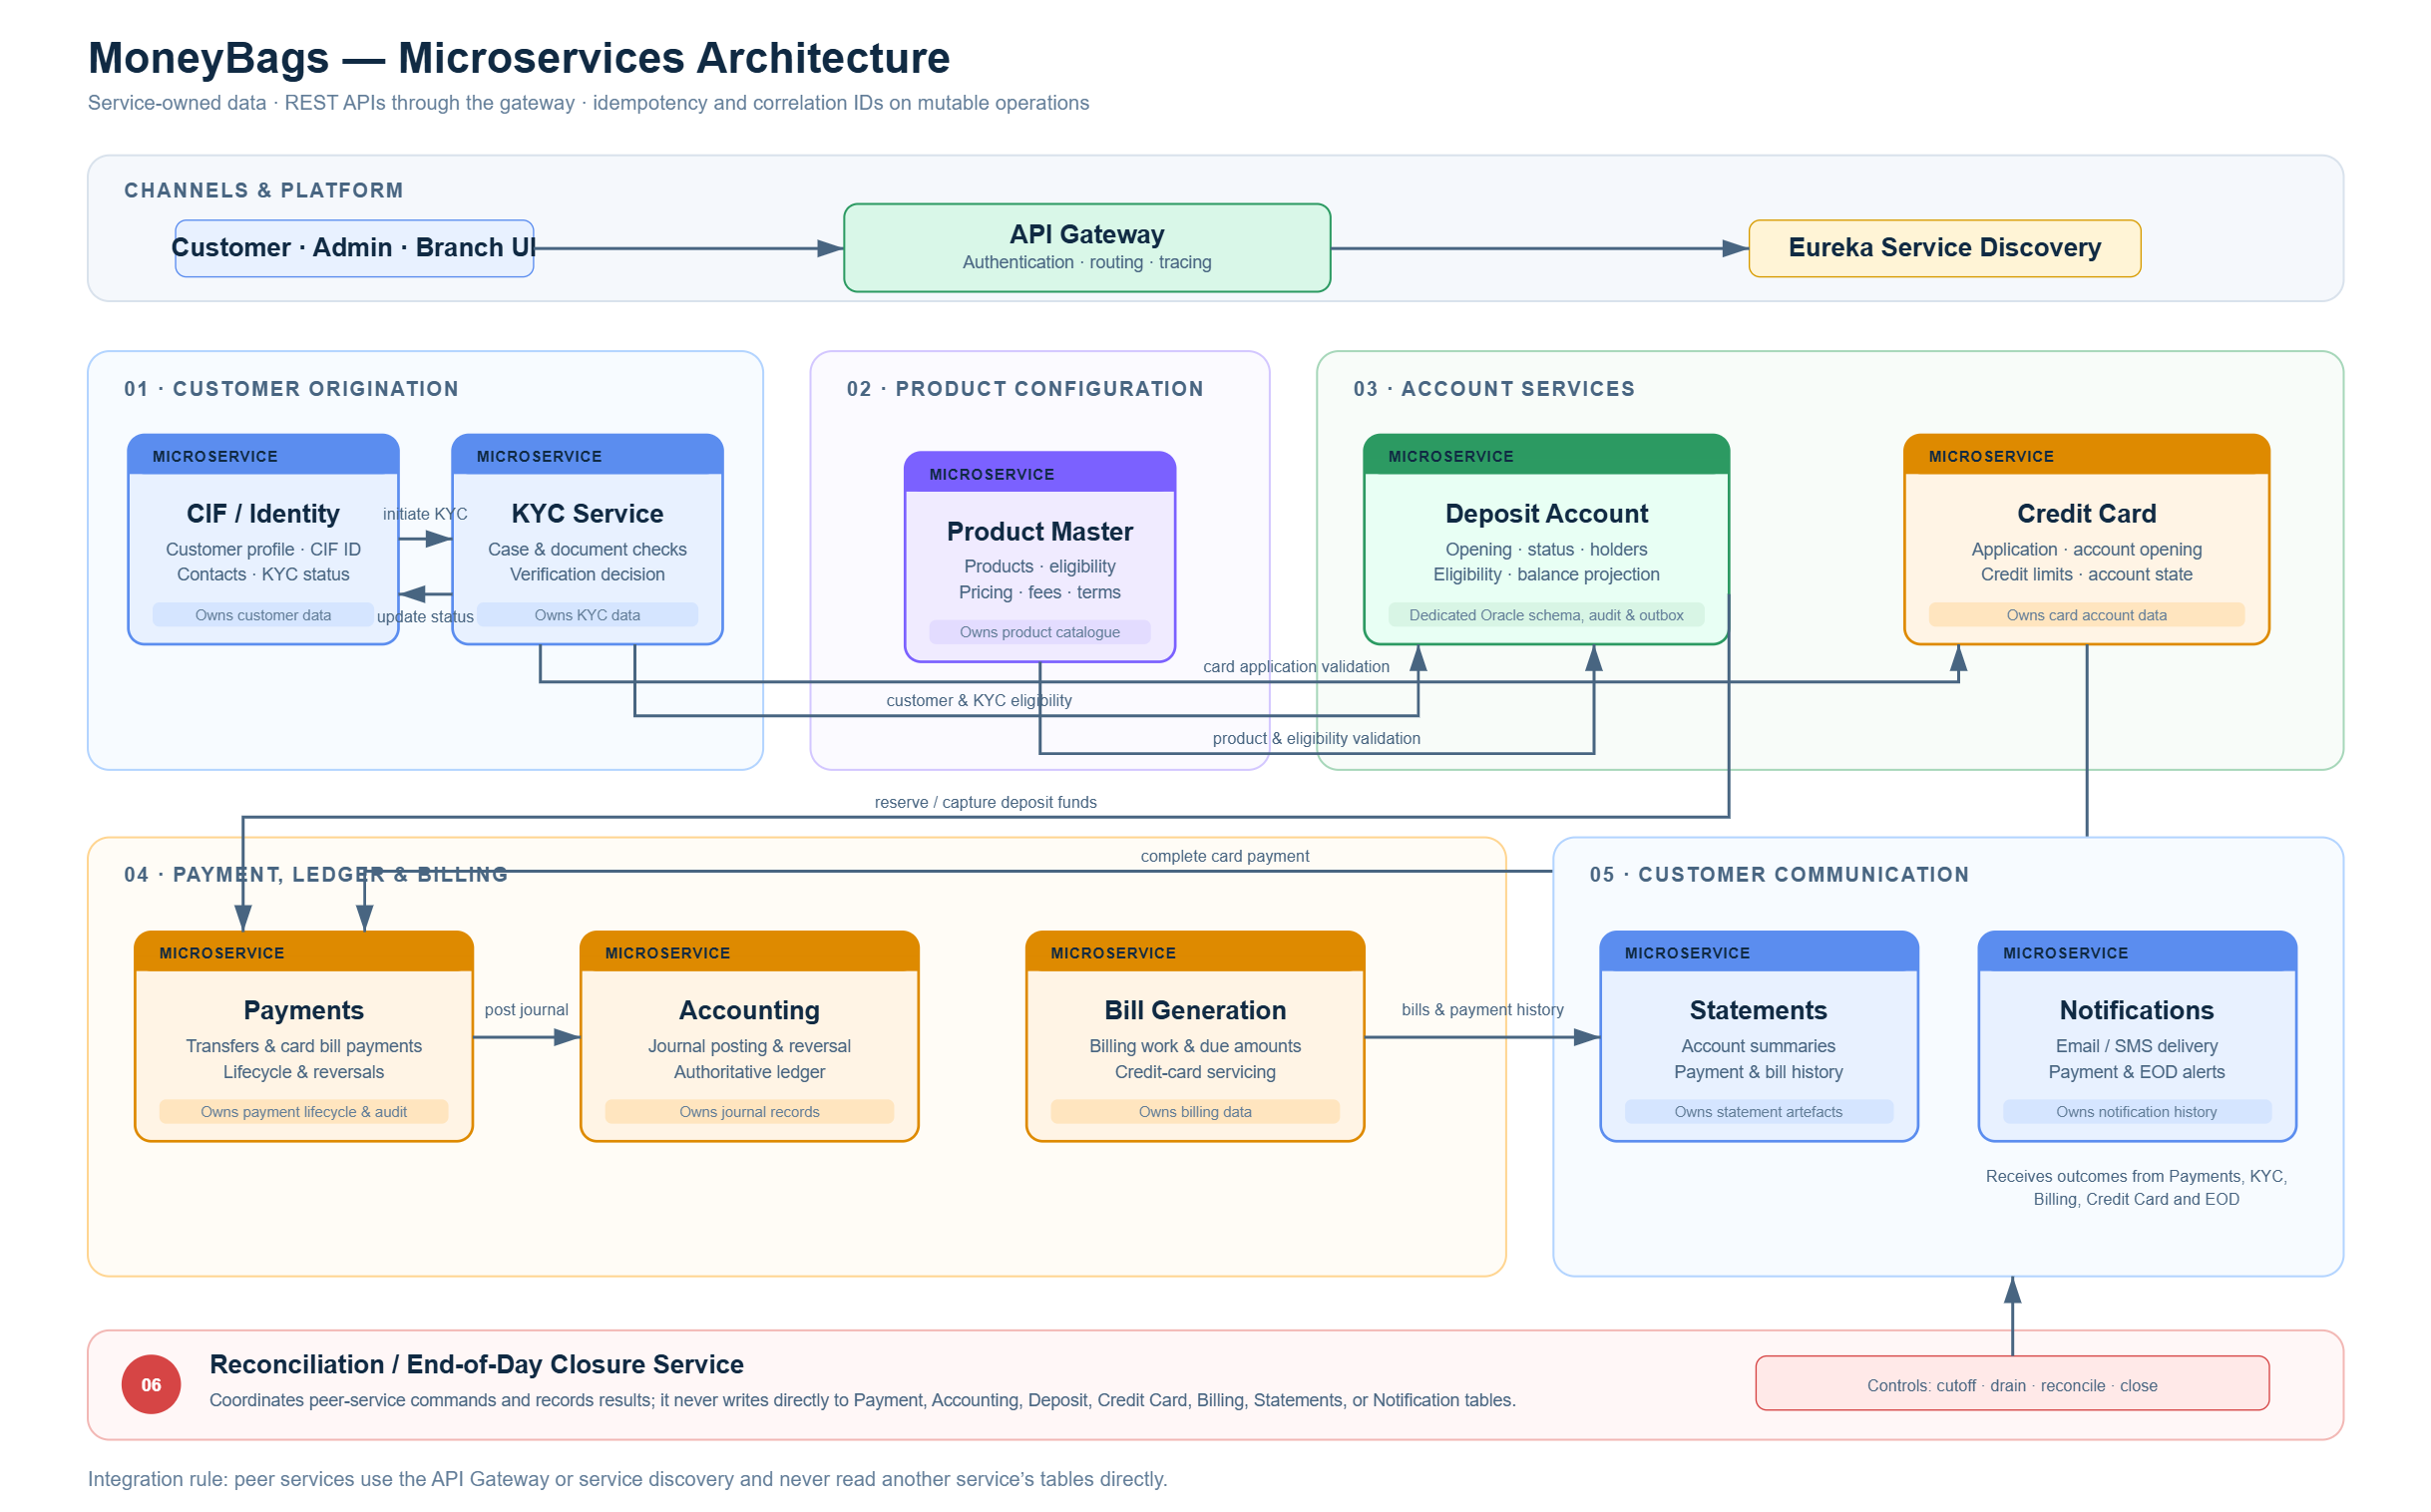 MoneyBags — Microservices Architecture
Service-owned data · REST APIs through the gateway · idempotency and correlation IDs on mutable operations
CHANNELS & PLATFORM
Customer · Admin · Branch UI
API Gateway
Authentication · routing · tracing
Eureka Service Discovery
01 · CUSTOMER ORIGINATION
MICROSERVICE
CIF / Identity
Customer profile · CIF ID
Contacts · KYC status
Owns customer data
initiate KYC
update status
MICROSERVICE
KYC Service
Case & document checks
Verification decision
Owns KYC data
02 · PRODUCT CONFIGURATION
MICROSERVICE
Product Master
Products · eligibility
Pricing · fees · terms
Owns product catalogue
03 · ACCOUNT SERVICES
MICROSERVICE
Deposit Account
Opening · status · holders
Eligibility · balance projection
Dedicated Oracle schema, audit & outbox
MICROSERVICE
Credit Card
Application · account opening
Credit limits · account state
Owns card account data
card application validation
customer & KYC eligibility
product & eligibility validation
reserve / capture deposit funds
complete card payment
04 · PAYMENT, LEDGER & BILLING
MICROSERVICE
Payments
Transfers & card bill payments
Lifecycle & reversals
Owns payment lifecycle & audit
post journal
MICROSERVICE
Accounting
Journal posting & reversal
Authoritative ledger
Owns journal records
MICROSERVICE
Bill Generation
Billing work & due amounts
Credit-card servicing
Owns billing data
bills & payment history
05 · CUSTOMER COMMUNICATION
MICROSERVICE
Statements
Account summaries
Payment & bill history
Owns statement artefacts
MICROSERVICE
Notifications
Email / SMS delivery
Payment & EOD alerts
Owns notification history
Receives outcomes from Payments, KYC,
Billing, Credit Card and EOD
06
Reconciliation / End-of-Day Closure Service
Coordinates peer-service commands and records results; it never writes directly to Payment, Accounting, Deposit, Credit Card, Billing, Statements, or Notification tables.
Controls: cutoff · drain · reconcile · close
Integration rule: peer services use the API Gateway or service discovery and never read another service's tables directly.